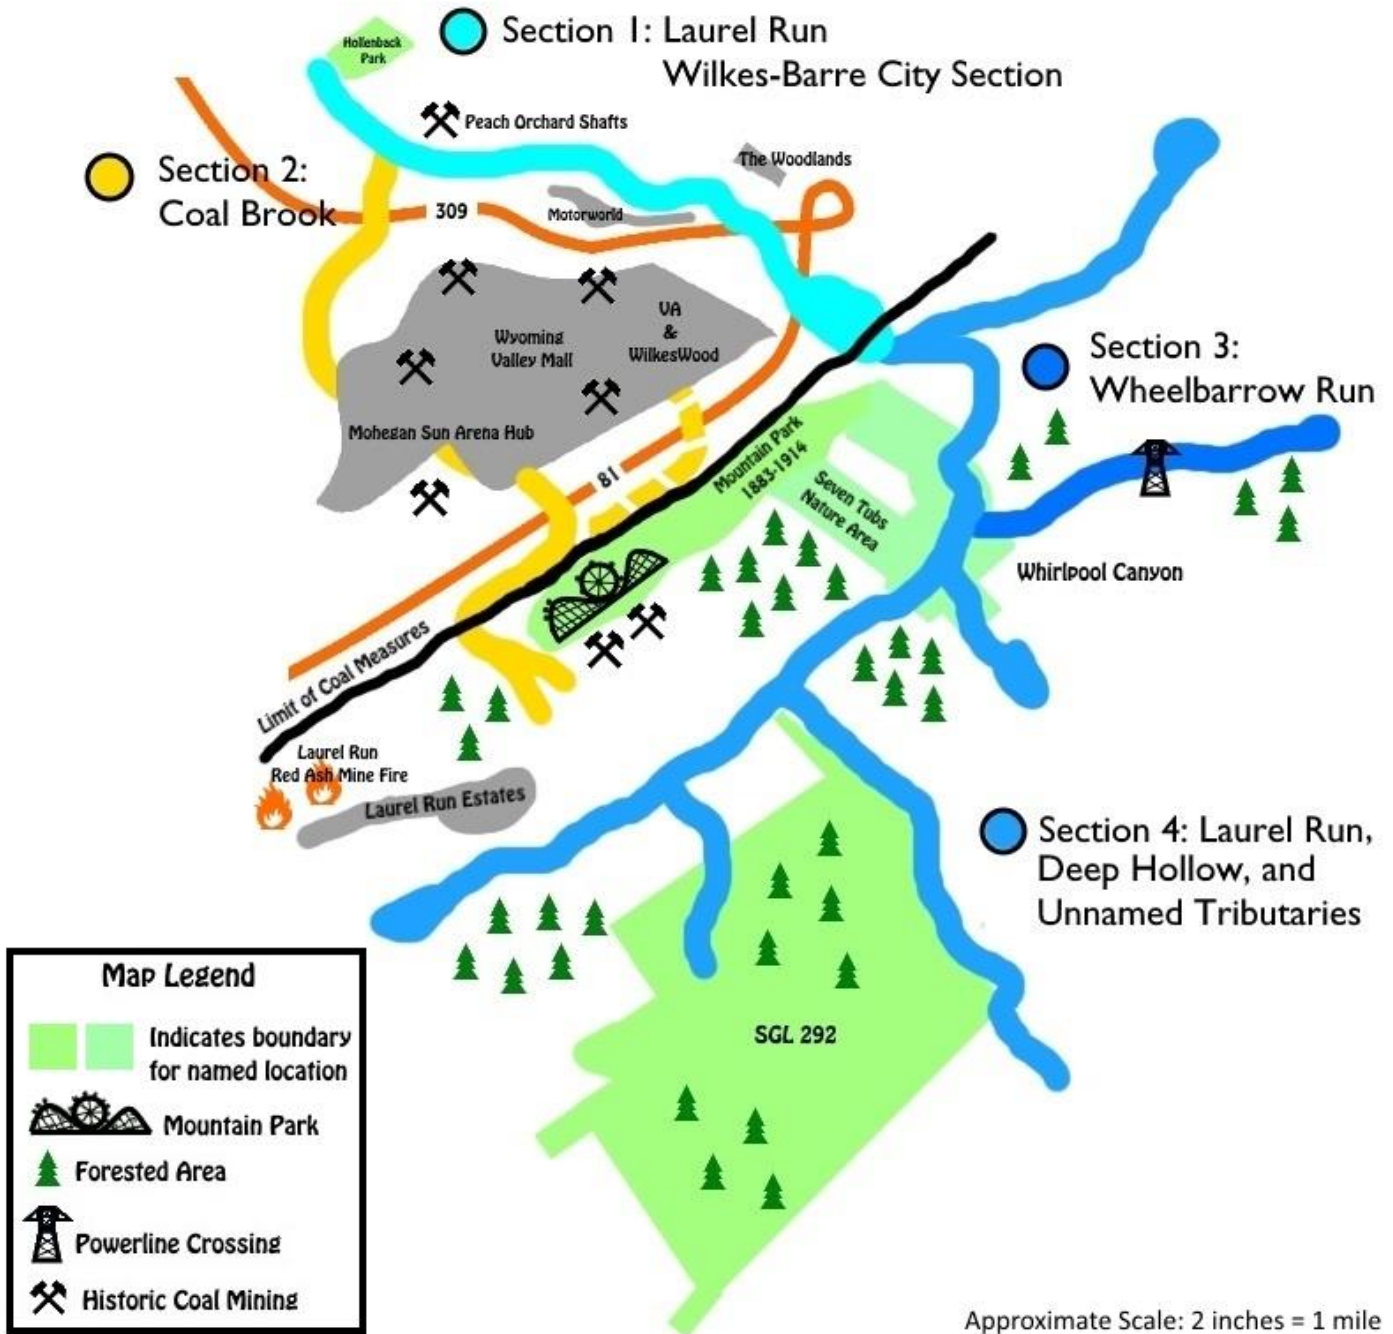 Hollenback
Park
Section 1: Laurel Run
Wilkes-Barre City Section
Peach Orchard Shafts
The Woodlands
Section 2:
Coal Brook
309
Motorworld
Wyoming
Valley Mall
VA
&
WilkesWood
Mohegan Sun Arena Hub
81
Mountain Park
1883-1914
Seven Tubs
Nature Area
Section 3:
Wheelbarrow Run
Whirlpool Canyon
Limit of Coal Measures
Laurel Run
Red Ash Mine Fire
Laurel Run Estates
Section 4: Laurel Run,
Deep Hollow, and
Unnamed Tributaries
SGL 292
Map Legend
Indicates boundary
for named location
Mountain Park
Forested Area
Powerline Crossing
Historic Coal Mining
Approximate Scale: 2 inches = 1 mile